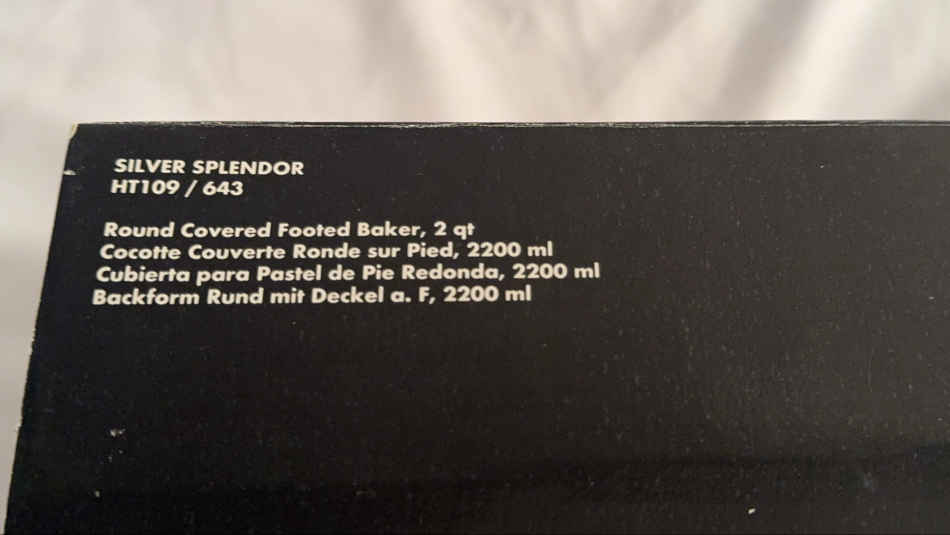 SILVER SPLENDOR
HT109 / 643
Round Covered Footed Baker, 2 qt
Cocotte Couverte Ronde sur Pied, 2200 ml
Cubierta para Pastel de Pie Redonda, 2200 ml
Backform Rund mit Deckel a. F, 2200 ml